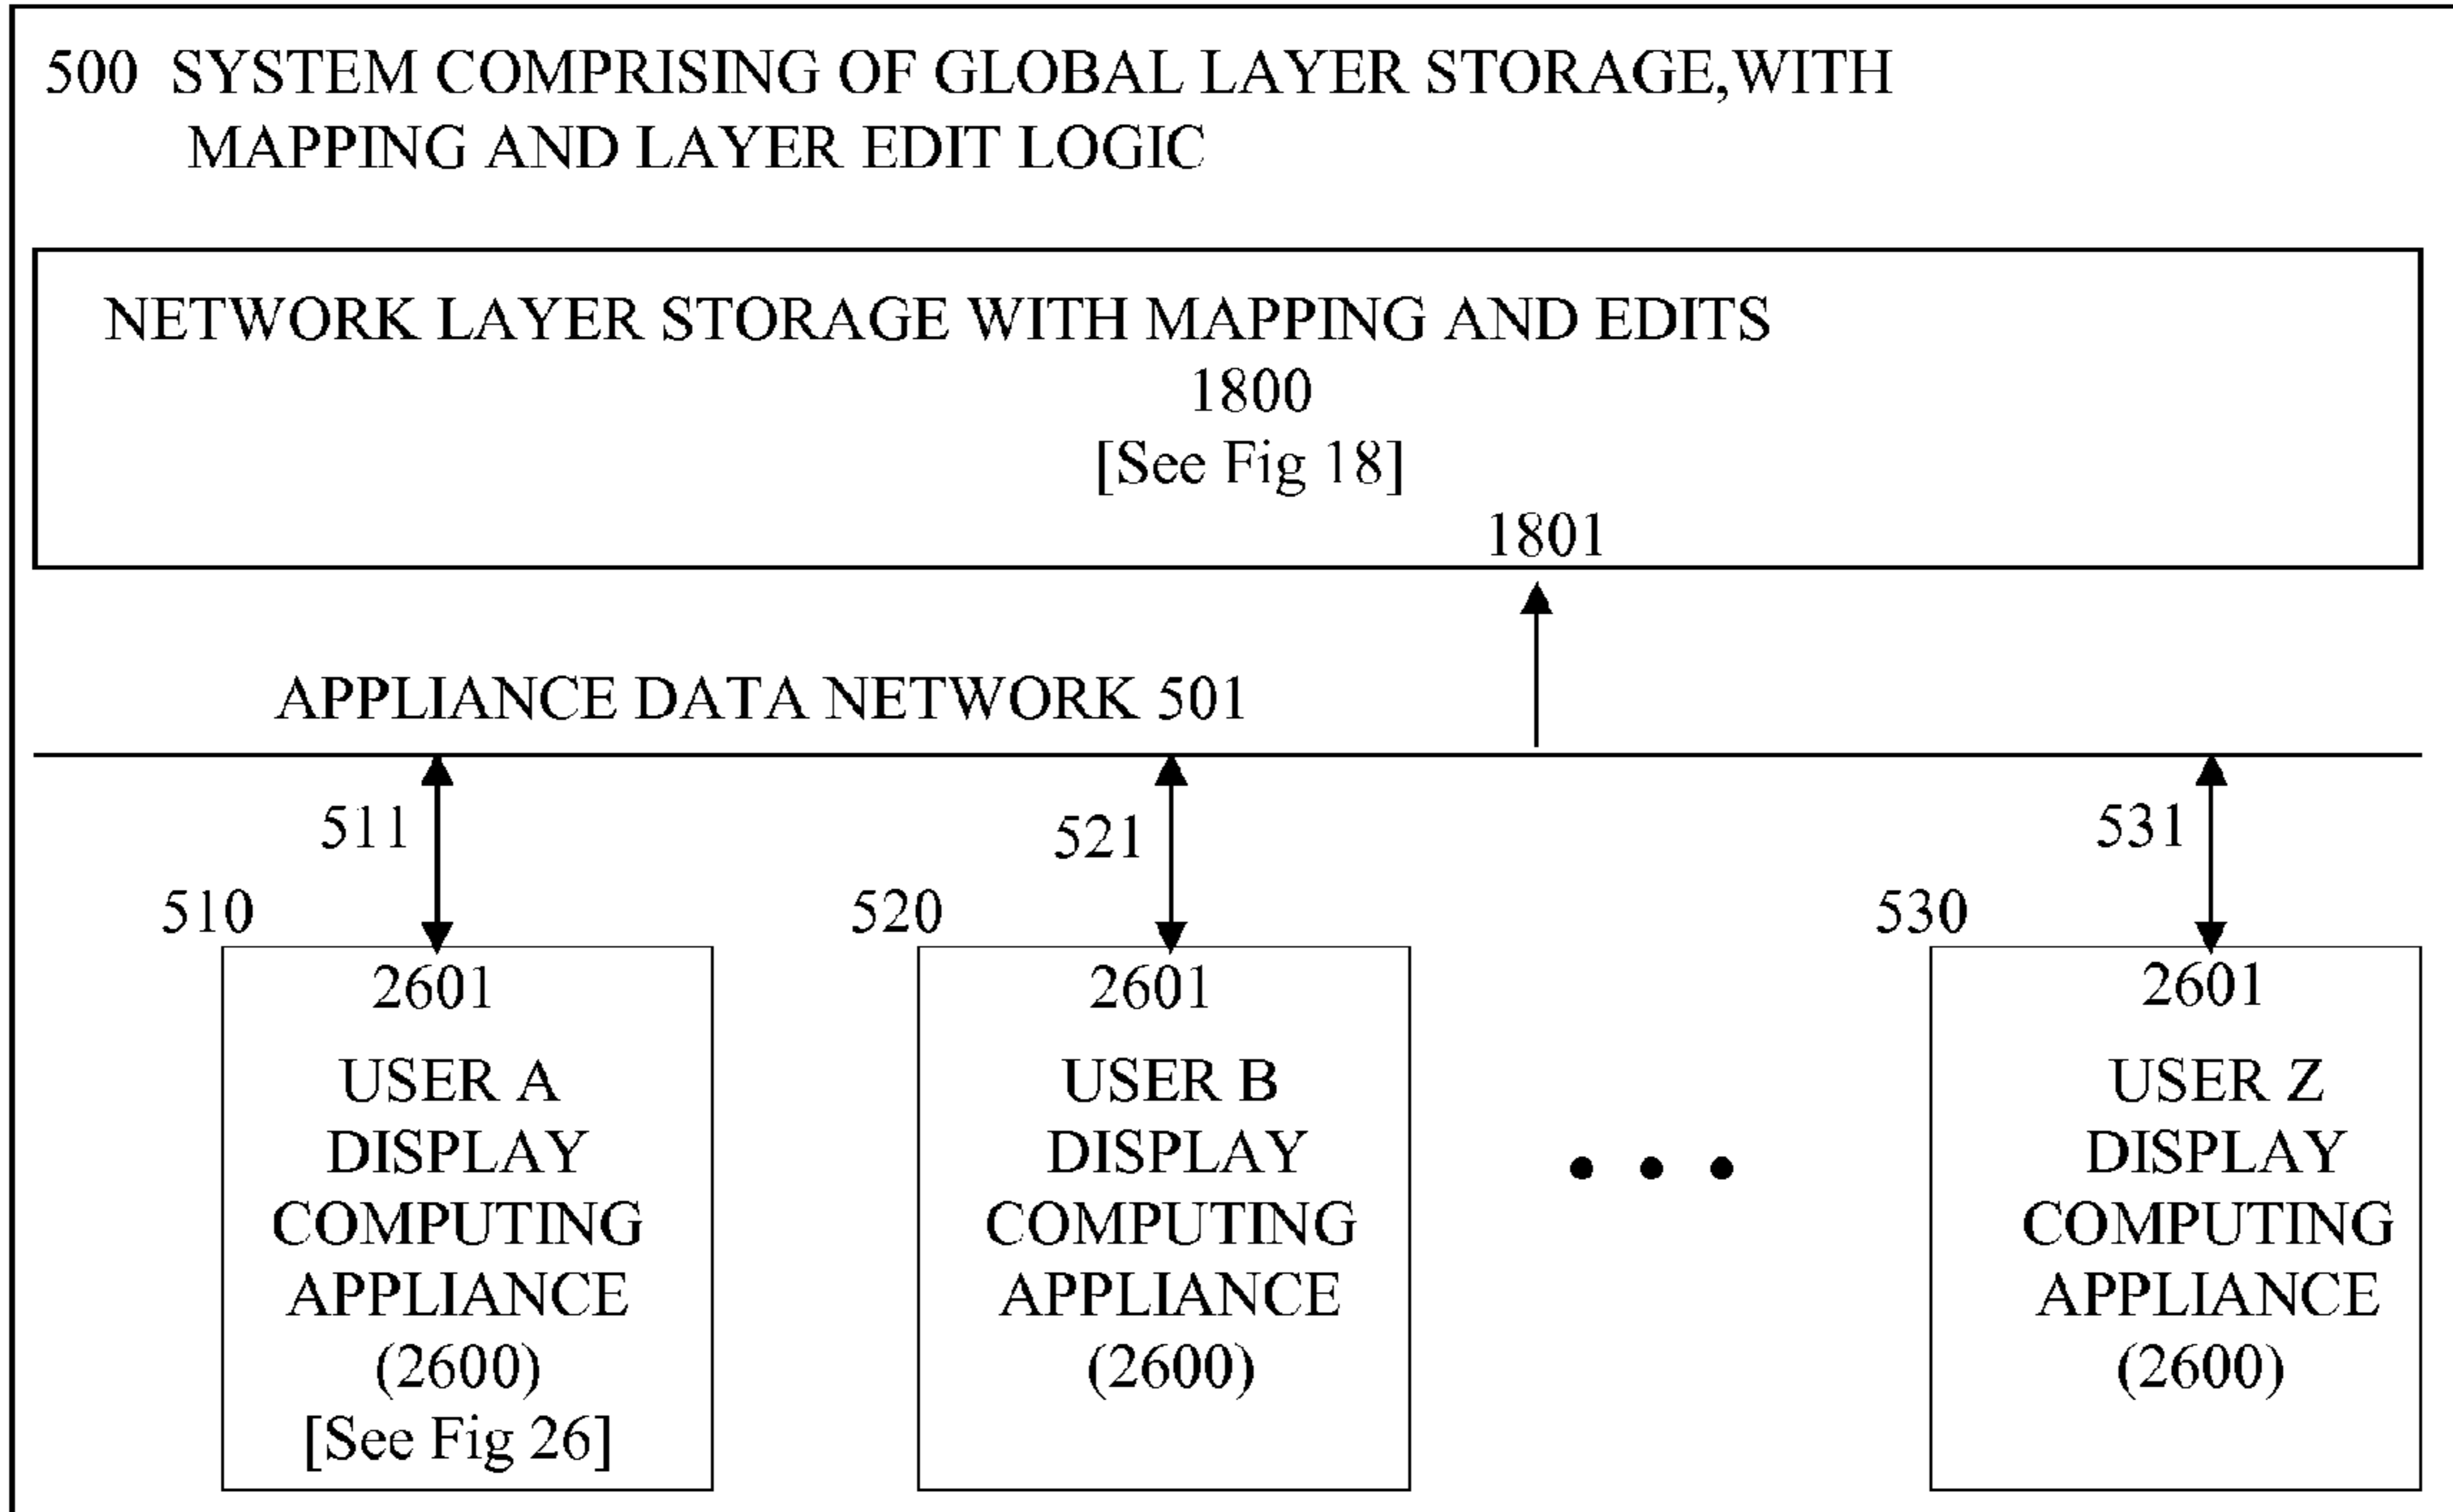 500 SYSTEM COMPRISING OF GLOBAL LAYER STORAGE,WITH
MAPPING AND LAYER EDIT LOGIC
NETWORK LAYER STORAGE WITH MAPPING AND EDITS
1800
[See Fig 18]
1801
APPLIANCE DATA NETWORK 501
511
521
531
510
520
530
2601
USER A
DISPLAY
COMPUTING
APPLIANCE
(2600)
[See Fig 26]
2601
USER B
DISPLAY
COMPUTING
APPLIANCE
(2600)
2601
USER Z
DISPLAY
COMPUTING
APPLIANCE
(2600)